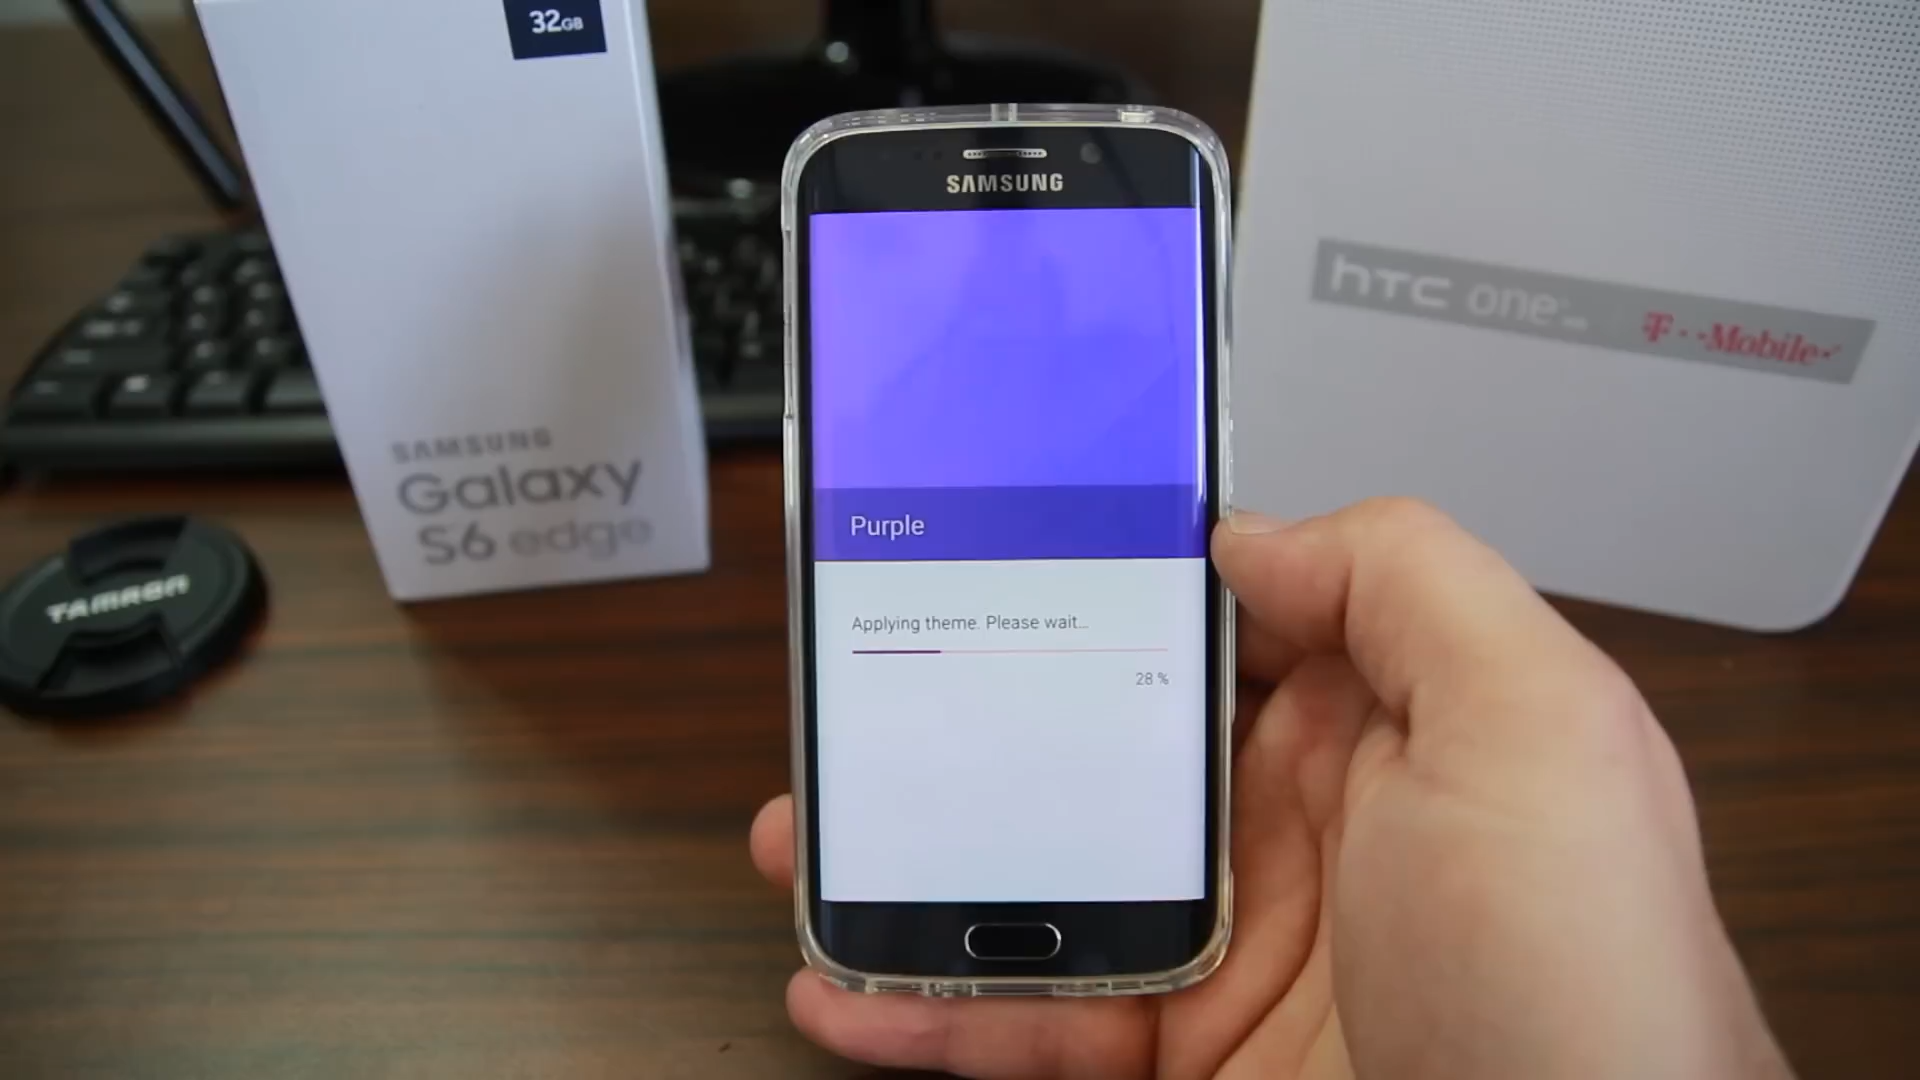 32GB
SAMSUNG
Galaxy
S6 edge
TAMRON
SAMSUNG
Purple
Applying theme. Please wait...
28 %
hTC one
T··Mobile·